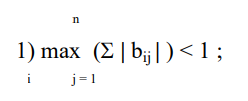 n
1) max (Σ | bij | ) < 1 ;
i j = 1